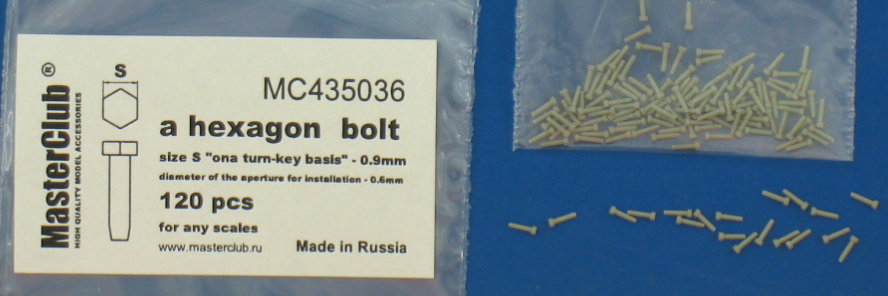 MasterClub®
HIGH QUALITY MODEL ACCESSORIES
S
MC435036
a hexagon bolt
size S "ona turn-key basis" - 0.9mm
diameter of the aperture for installation - 0.6mm
120 pcs
for any scales
www.masterclub.ru
Made in Russia